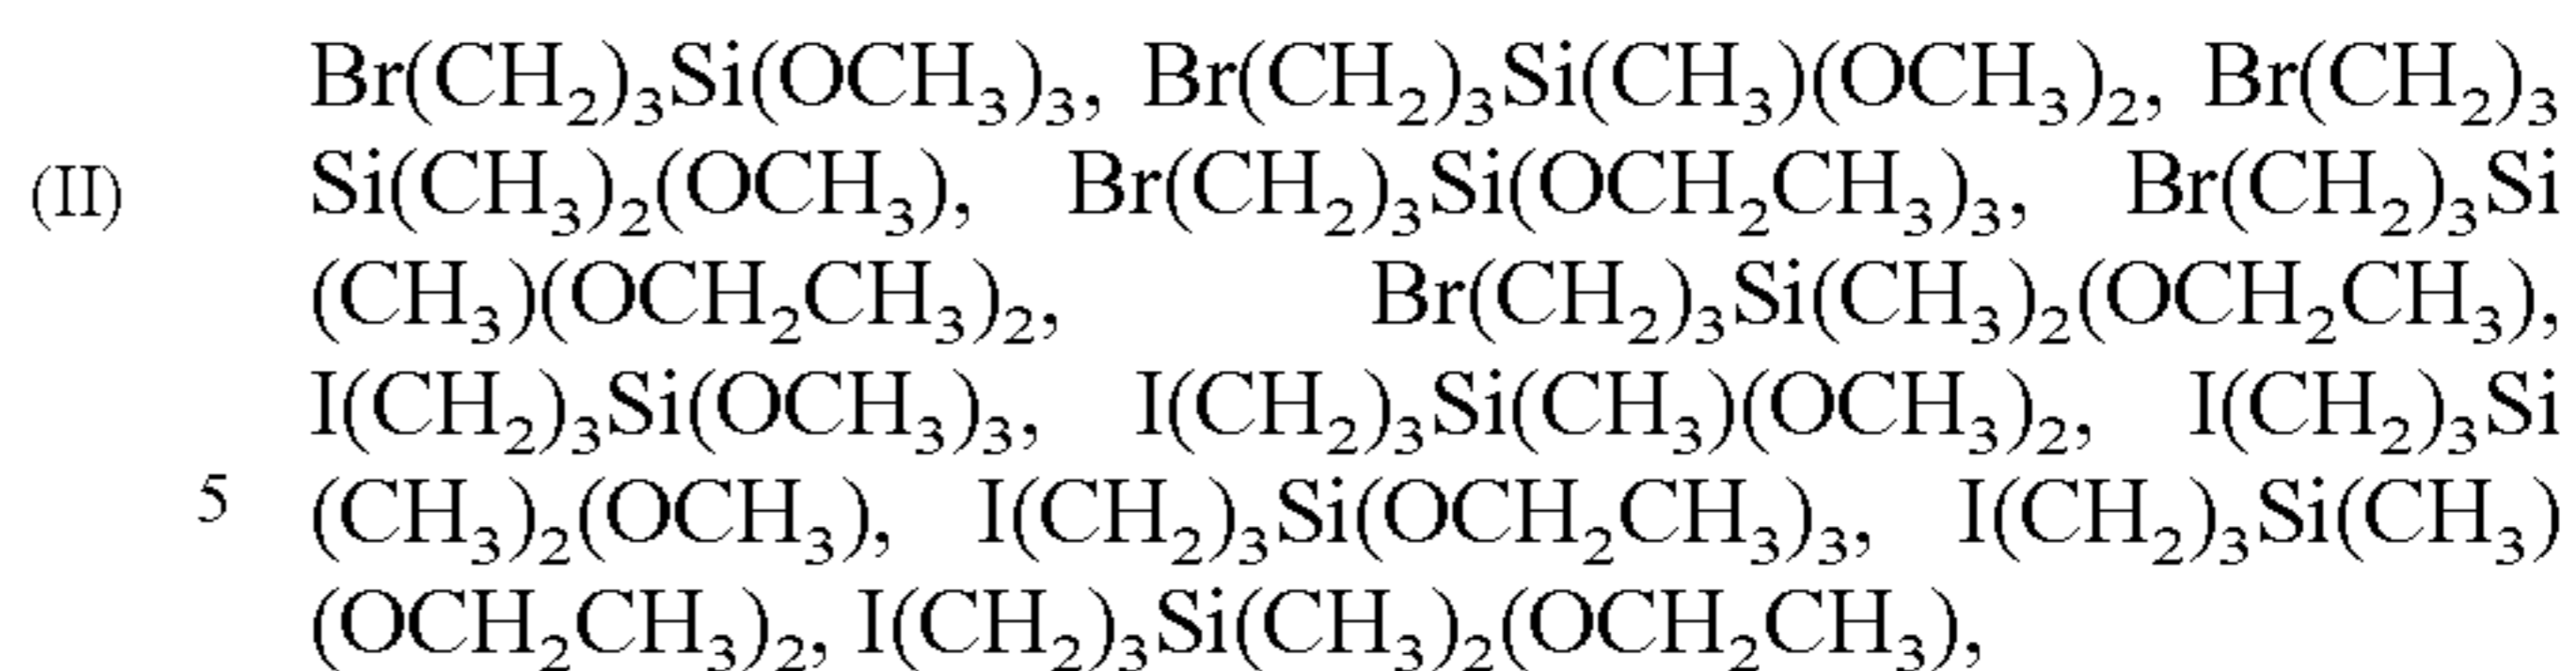 Br(CH₂)₃Si(OCH₃)₃, Br(CH₂)₃Si(CH₃)(OCH₃)₂, Br(CH₂)₃
(II) Si(CH₃)₂(OCH₃), Br(CH₂)₃Si(OCH₂CH₃)₃, Br(CH₂)₃Si
(CH₃)(OCH₂CH₃)₂, Br(CH₂)₃Si(CH₃)₂(OCH₂CH₃),
I(CH₂)₃Si(OCH₃)₃, I(CH₂)₃Si(CH₃)(OCH₃)₂, I(CH₂)₃Si
5 (CH₃)₂(OCH₃), I(CH₂)₃Si(OCH₂CH₃)₃, I(CH₂)₃Si(CH₃)
(OCH₂CH₃)₂, I(CH₂)₃Si(CH₃)₂(OCH₂CH₃),